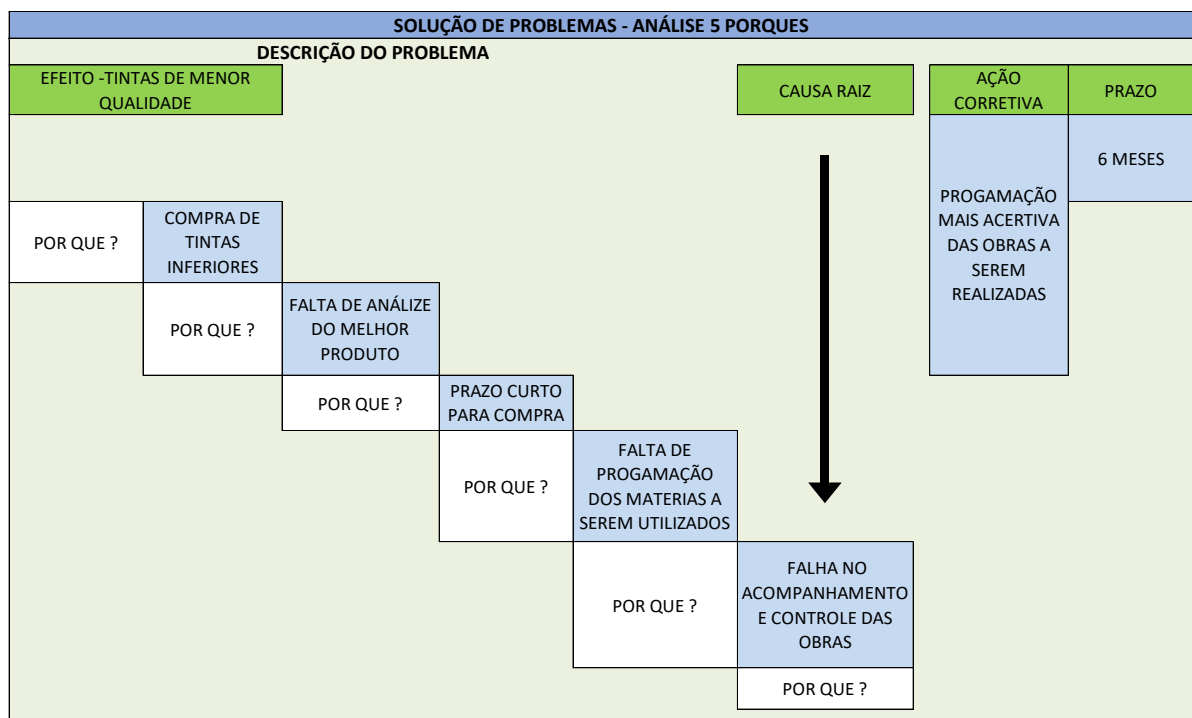 SOLUÇÃO DE PROBLEMAS - ANÁLISE 5 PORQUES
DESCRIÇÃO DO PROBLEMA
EFEITO -TINTAS DE MENOR
QUALIDADE
CAUSA RAIZ
AÇÃO
CORRETIVA
PRAZO
6 MESES
PROGAMAÇÃO
MAIS ACERTIVA
DAS OBRAS A
SEREM
REALIZADAS
POR QUE ?
COMPRA DE
TINTAS
INFERIORES
POR QUE ?
FALTA DE ANÁLIZE
DO MELHOR
PRODUTO
POR QUE ?
PRAZO CURTO
PARA COMPRA
POR QUE ?
FALTA DE
PROGAMAÇÃO
DOS MATERIAS A
SEREM UTILIZADOS
POR QUE ?
FALHA NO
ACOMPANHAMENTO
E CONTROLE DAS
OBRAS
POR QUE ?